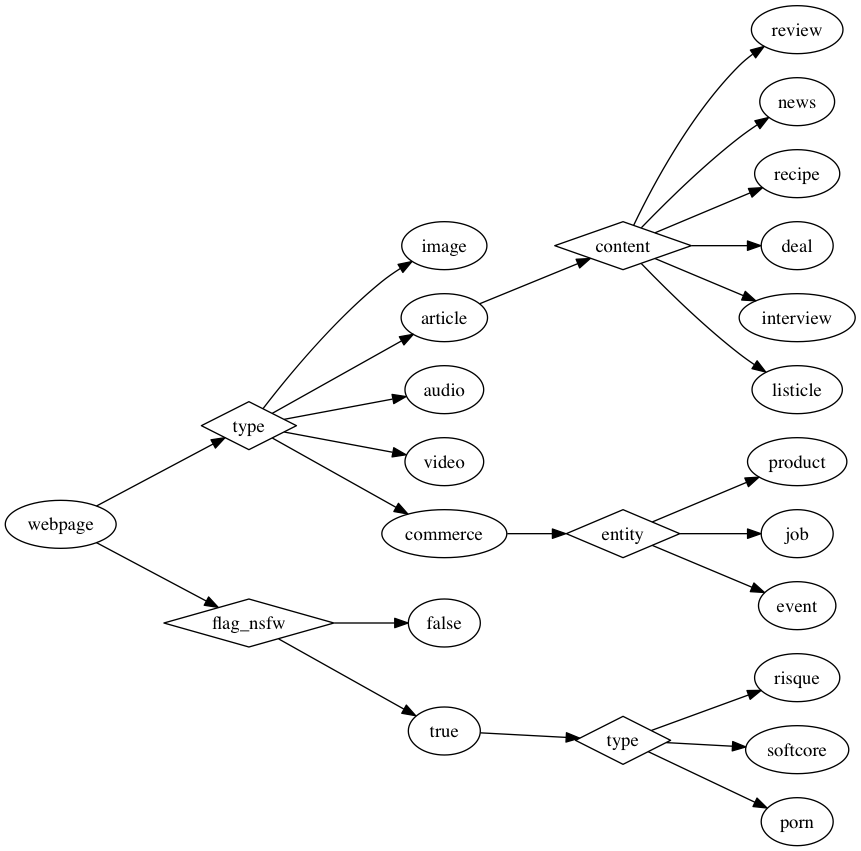 review
news
recipe
image
content
deal
article
interview
audio
listicle
type
video
product
webpage
commerce
entity
job
event
flag_nsfw
false
risque
true
type
softcore
porn